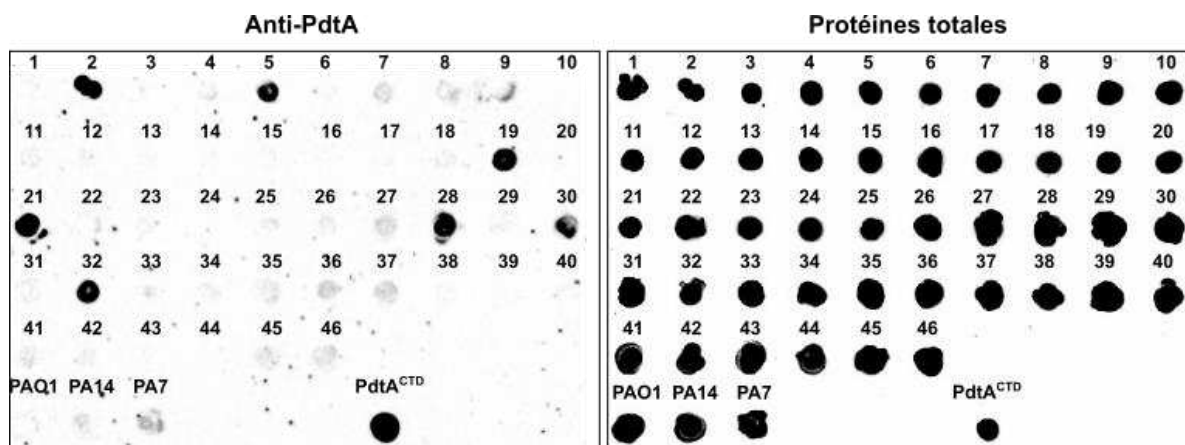 Anti-PdtA
1 2 3 4 5 6 7 8 9 10
11 12 13 14 15 16 17 18 19 20
21 22 23 24 25 26 27 28 29 30
31 32 33 34 35 36 37 38 39 40
41 42 43 44 45 46
PAO1 PA14 PA7 PdtACTD
Protéines totales
1 2 3 4 5 6 7 8 9 10
11 12 13 14 15 16 17 18 19 20
21 22 23 24 25 26 27 28 29 30
31 32 33 34 35 36 37 38 39 40
41 42 43 44 45 46
PAO1 PA14 PA7 PdtACTD